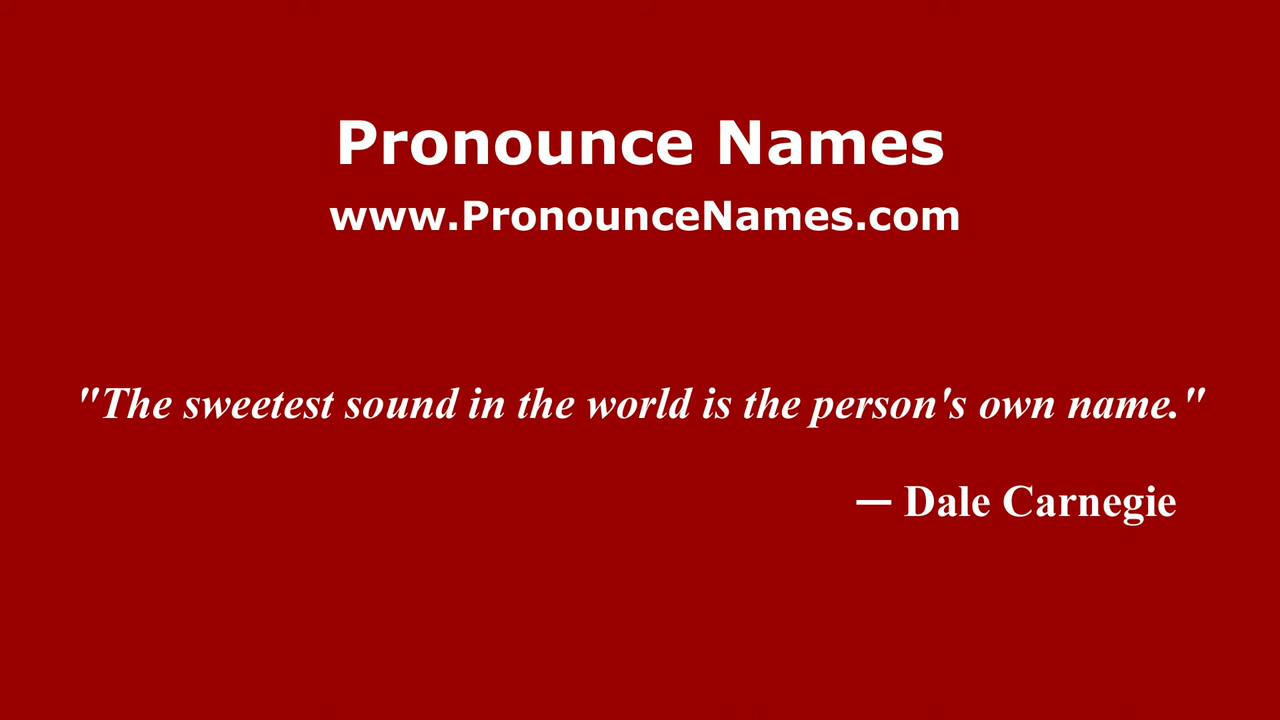 Pronounce Names
www.PronounceNames.com
"The sweetest sound in the world is the person's own name."
— Dale Carnegie